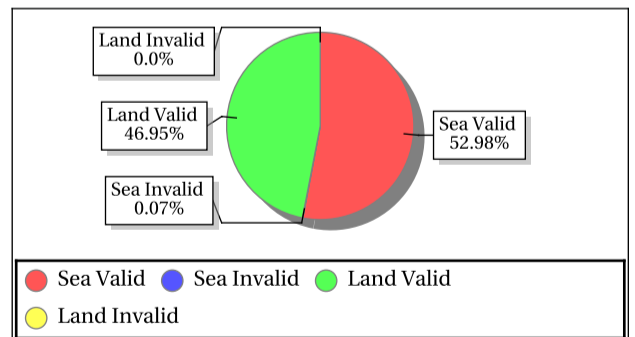 Land Invalid
0.0%
Land Valid
46.95%
Sea Valid
52.98%
Sea Invalid
0.07%
Sea Valid Sea Invalid Land Valid
Land Invalid